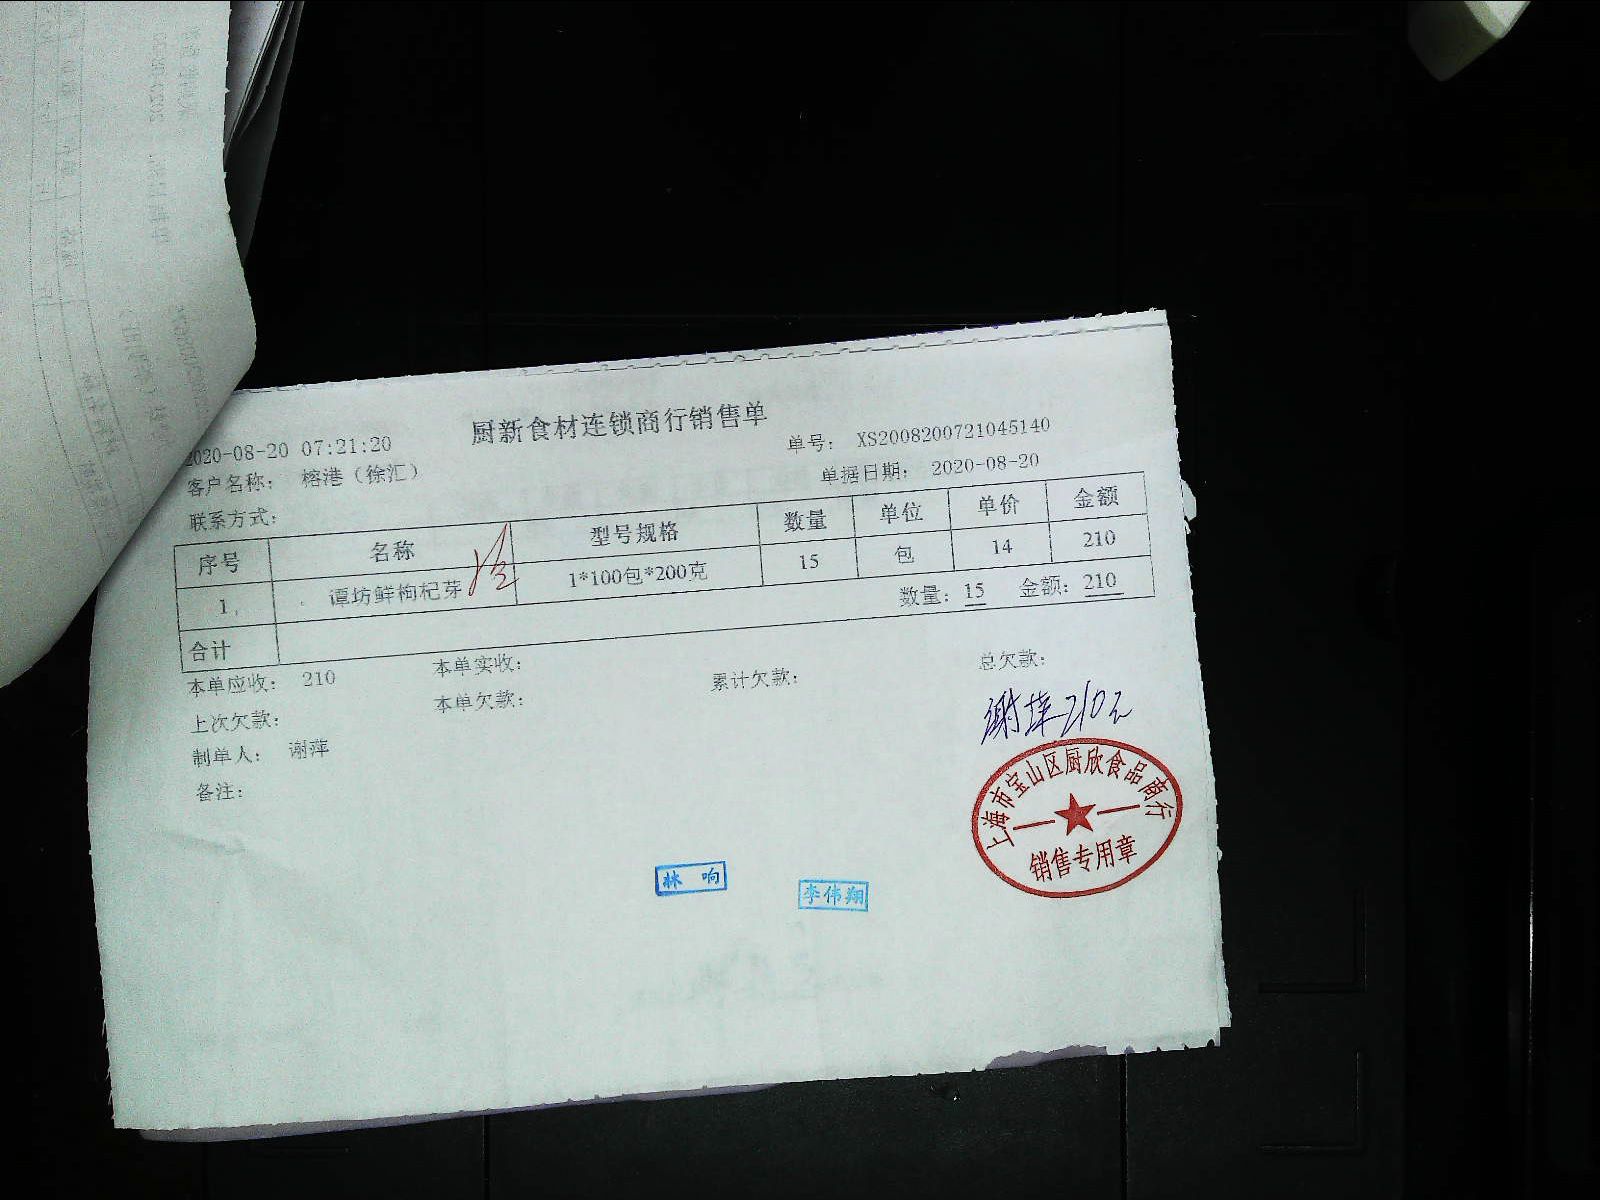 厨新食材连锁商行销售单
2020-08-20 07:21:20
单号: XS2008200721045140
客户名称: 榕港（徐汇）
单据日期: 2020-08-20
联系方式:
序号 名称 型号规格 数量 单位 单价 金额
1 谭坊鲜枸杞芽 1*100包*200克 15 包 14 210
合计 数量: 15 金额: 210
本单应收: 210 本单实收: 累计欠款: 总欠款:
上次欠款: 本单欠款:
制单人: 谢萍
备注:
谢萍210元
上海市宝山区厨欣食品商行
销售专用章
林响
李伟翔